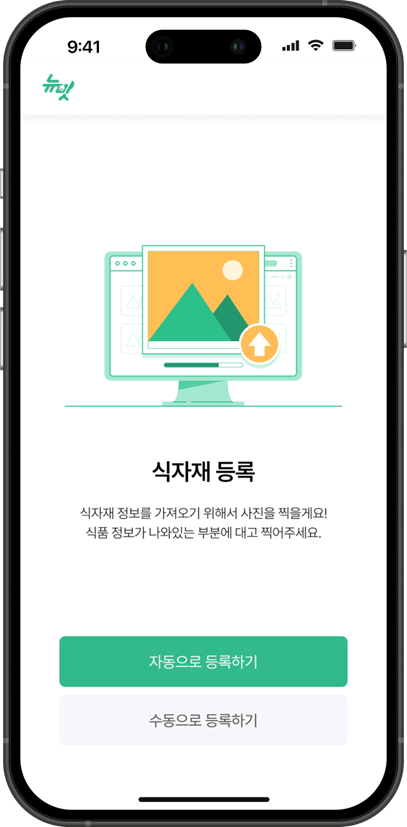 9:41
뉴빗
식자재 등록
식자재 정보를 가져오기 위해서 사진을 찍을게요!
식품 정보가 나와있는 부분에 대고 찍어주세요.
자동으로 등록하기
수동으로 등록하기